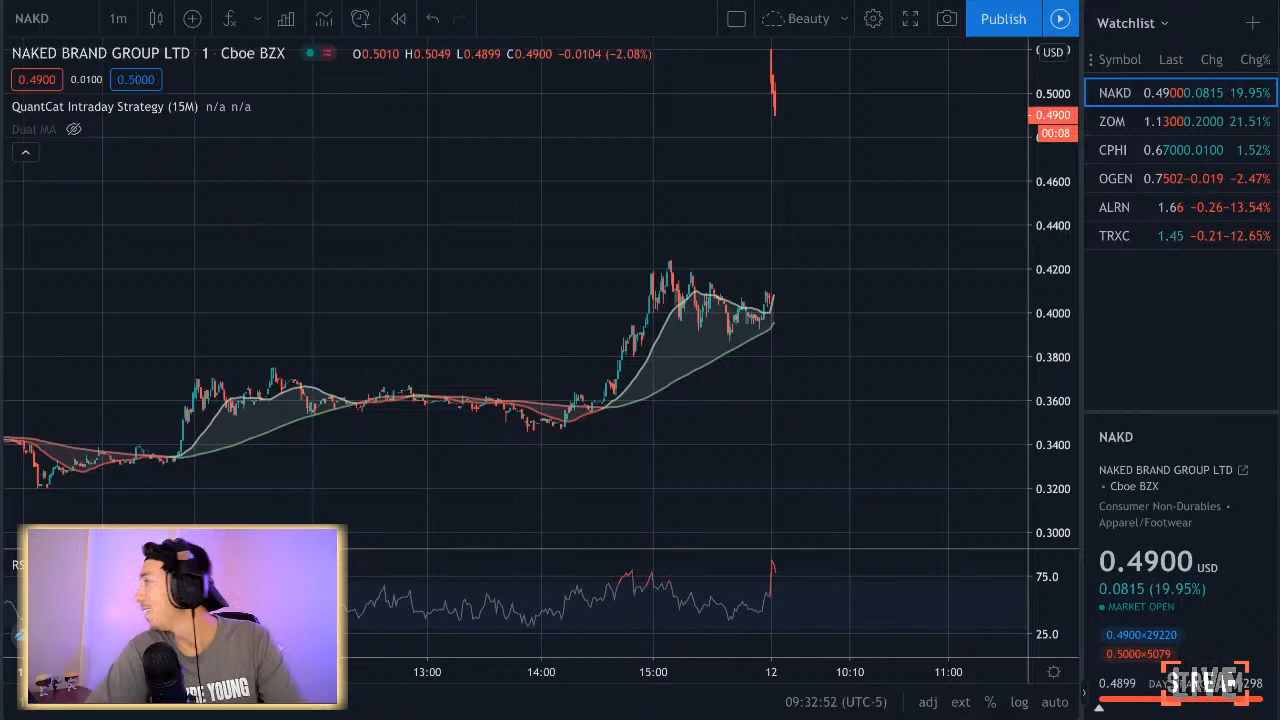 NAKD 1m Beauty Publish
NAKED BRAND GROUP LTD · 1 · Cboe BZX O0.5010 H0.5049 L0.4899 C0.4900 −0.0104 (−2.08%)
0.4900 0.0100 0.5000
QuantCat Intraday Strategy (15M) n/a n/a
Dual MA
USD
0.5000
0.4900
00:08
0.4600
0.4400
0.4200
0.4000
0.3800
0.3600
0.3400
0.3200
0.3000
75.0
25.0
13:00 14:00 15:00 12 10:10 11:00
09:32:52 (UTC-5) adj ext % log auto
Watchlist
Symbol Last Chg Chg%
NAKD 0.4900 0.0815 19.95%
ZOM 1.1300 0.2000 21.51%
CPHI 0.6700 0.0100 1.52%
OGEN 0.7502 −0.019 −2.47%
ALRN 1.66 −0.26 −13.54%
TRXC 1.45 −0.21 −12.65%
NAKD
NAKED BRAND GROUP LTD
• Cboe BZX
Consumer Non-Durables •
Apparel/Footwear
0.4900 USD
0.0815 (19.95%)
MARKET OPEN
0.4900×29220
0.5000×5079
0.4899
LIVE
STREAM
YOUNG